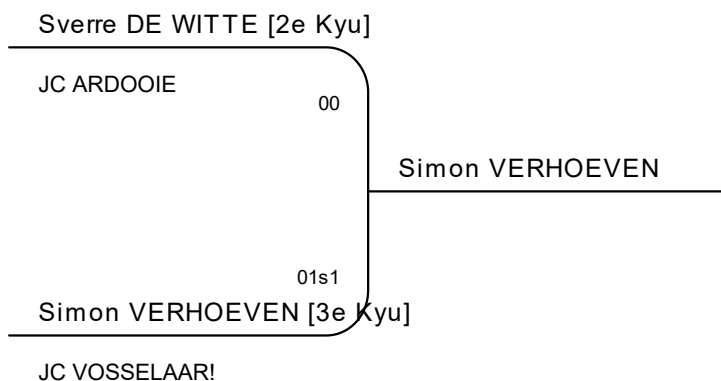 Sverre DE WITTE [2e Kyu]
JC ARDOOIE
00
Simon VERHOEVEN
01s1
Simon VERHOEVEN [3e Kyu]
JC VOSSELAAR!